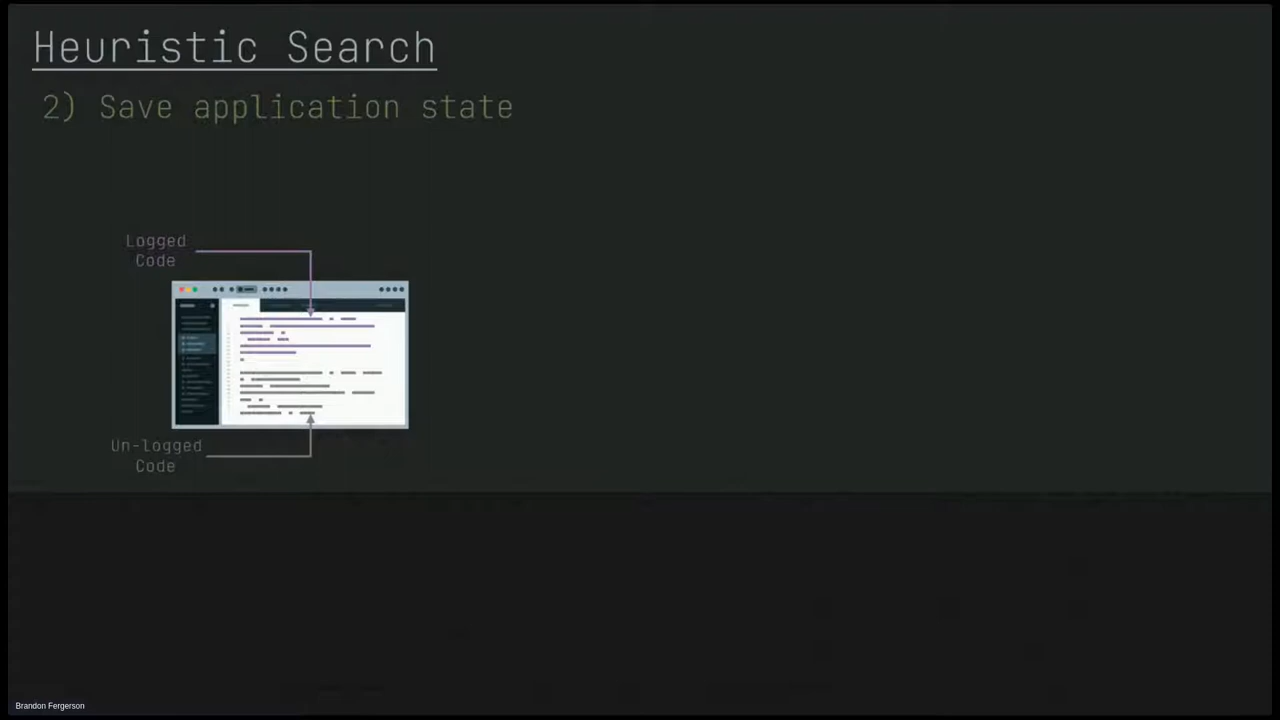 Heuristic Search
2) Save application state
Logged
Code
Un-logged
Code
Brandon Fergerson